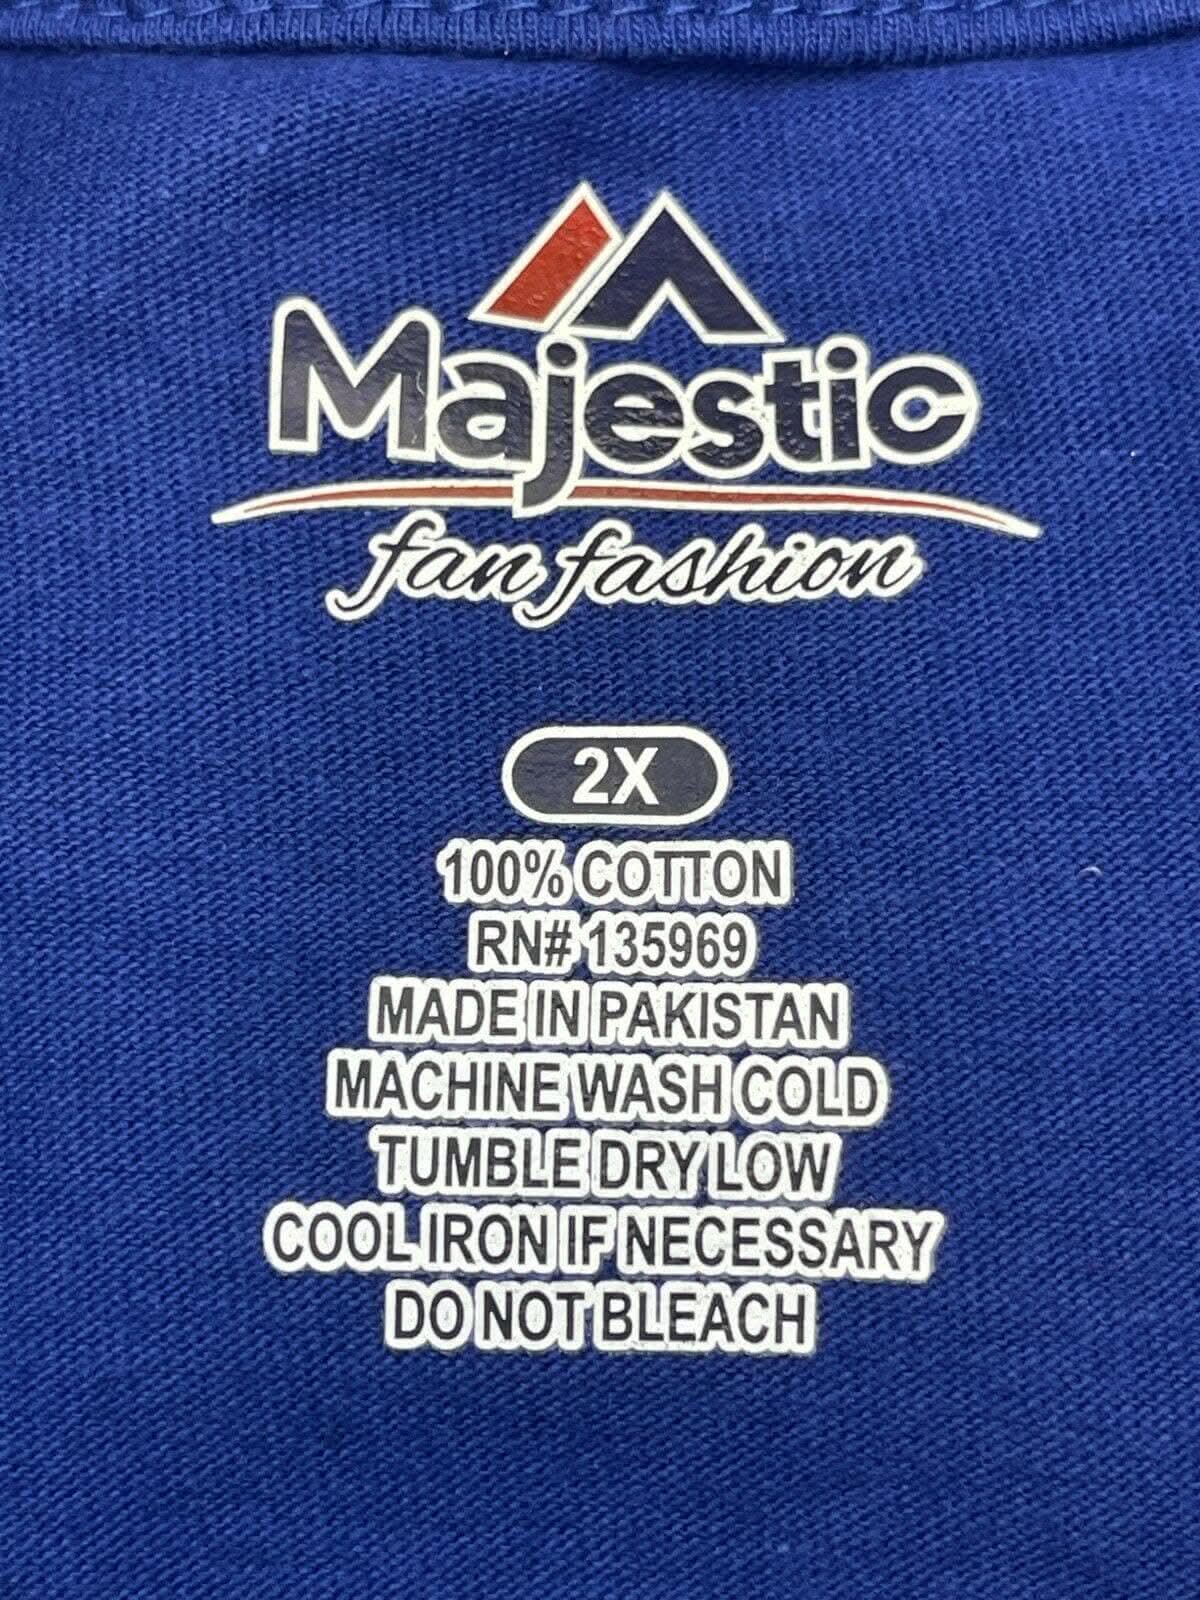 Majestic
fan fashion
2X
100% COTTON
RN# 135969
MADE IN PAKISTAN
MACHINE WASH COLD
TUMBLE DRY LOW
COOL IRON IF NECESSARY
DO NOT BLEACH